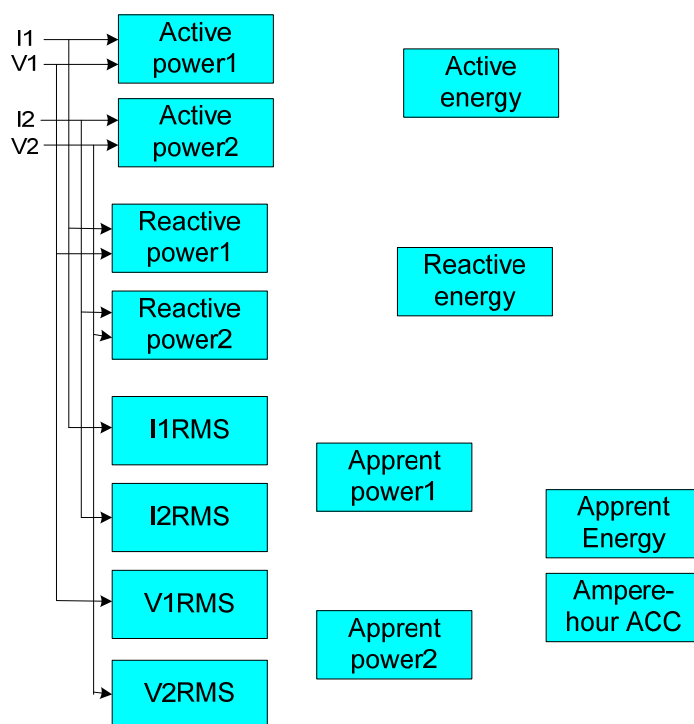 I1
V1
Active
power1
I2
V2
Active
power2
Active
energy
Reactive
power1
Reactive
power2
Reactive
energy
I1RMS
I2RMS
Apprent
power1
Apprent
Energy
V1RMS
V2RMS
Apprent
power2
Ampere-
hour ACC